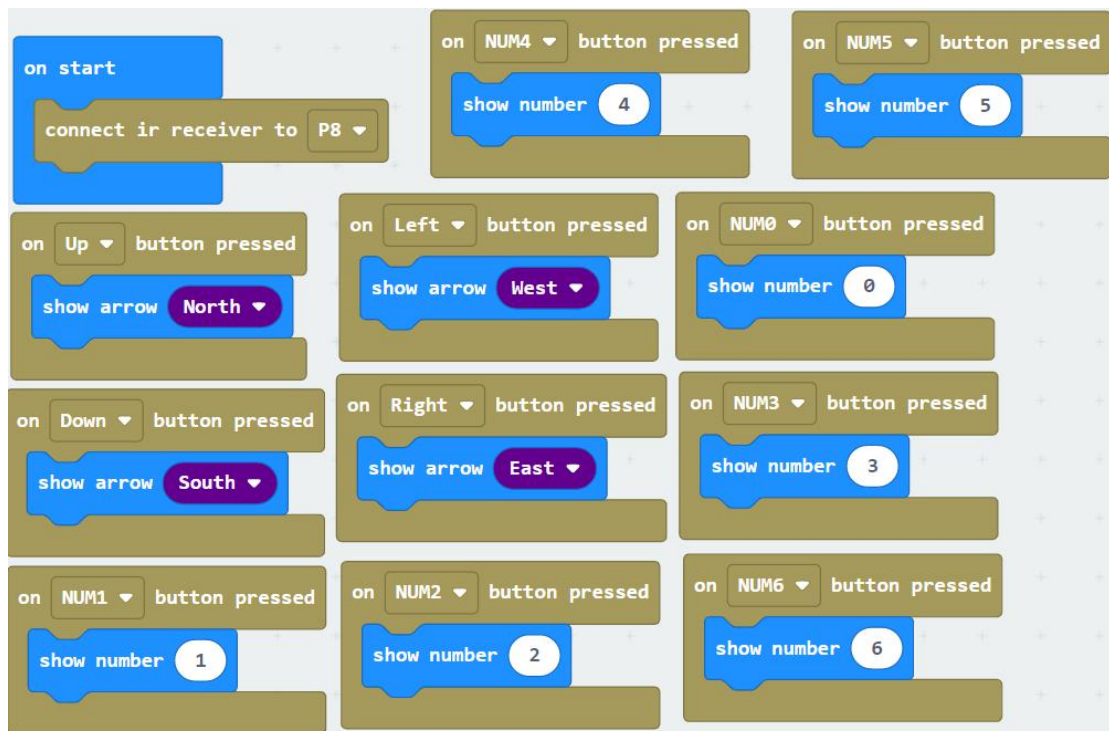 on start
connect ir receiver to P8
on NUM4 button pressed
show number 4
on NUM5 button pressed
show number 5
on Up button pressed
show arrow North
on Left button pressed
show arrow West
on NUM0 button pressed
show number 0
on Down button pressed
show arrow South
on Right button pressed
show arrow East
on NUM3 button pressed
show number 3
on NUM1 button pressed
show number 1
on NUM2 button pressed
show number 2
on NUM6 button pressed
show number 6